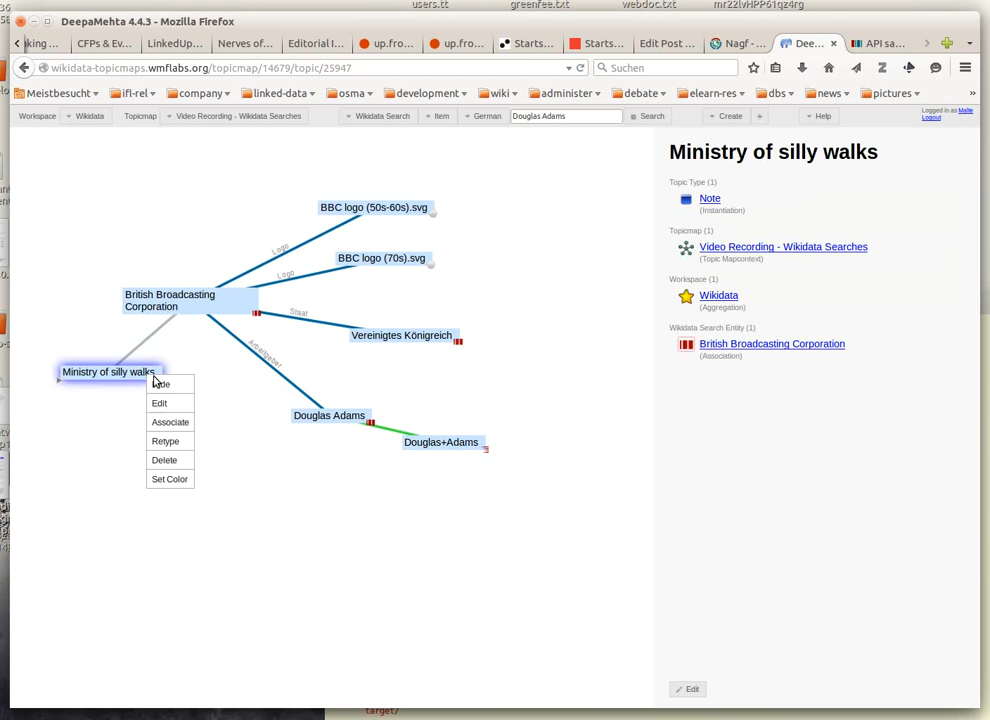 users.tt greenfee.txt webdoc.txt mr22lvHPP61qz4rg
DeepaMehta 4.4.3 - Mozilla Firefox
king ... CFPs & Ev... LinkedUp... Nerves of... Editorial I... up.fro... up.fro... Starts... Starts... Edit Post ... Nagf - ... Dee... API sa...
wikidata-topicmaps.wmflabs.org/topicmap/14679/topic/25947 Suchen
Meistbesucht ifl-rel company linked-data osma development wiki administer debate elearn-res dbs news pictures »
Workspace Wikidata Topicmap Video Recording - Wikidata Searches Wikidata Search Item German Douglas Adams Search Create Help Logged in as Malte
Logout
Ministry of silly walks
Topic Type (1)
Note
(Instantiation)
Topicmap (1)
Video Recording - Wikidata Searches
(Topic Mapcontext)
Workspace (1)
Wikidata
(Aggregation)
Wikidata Search Entity (1)
British Broadcasting Corporation
(Association)
Edit
BBC logo (50s-60s).svg
Logo
BBC logo (70s).svg
Logo
British Broadcasting
Corporation
Staat
Vereinigtes Königreich
Arbeitgeber
Ministry of silly walks
Edit
Associate
Retype
Delete
Set Color
Douglas Adams
Douglas+Adams
target/